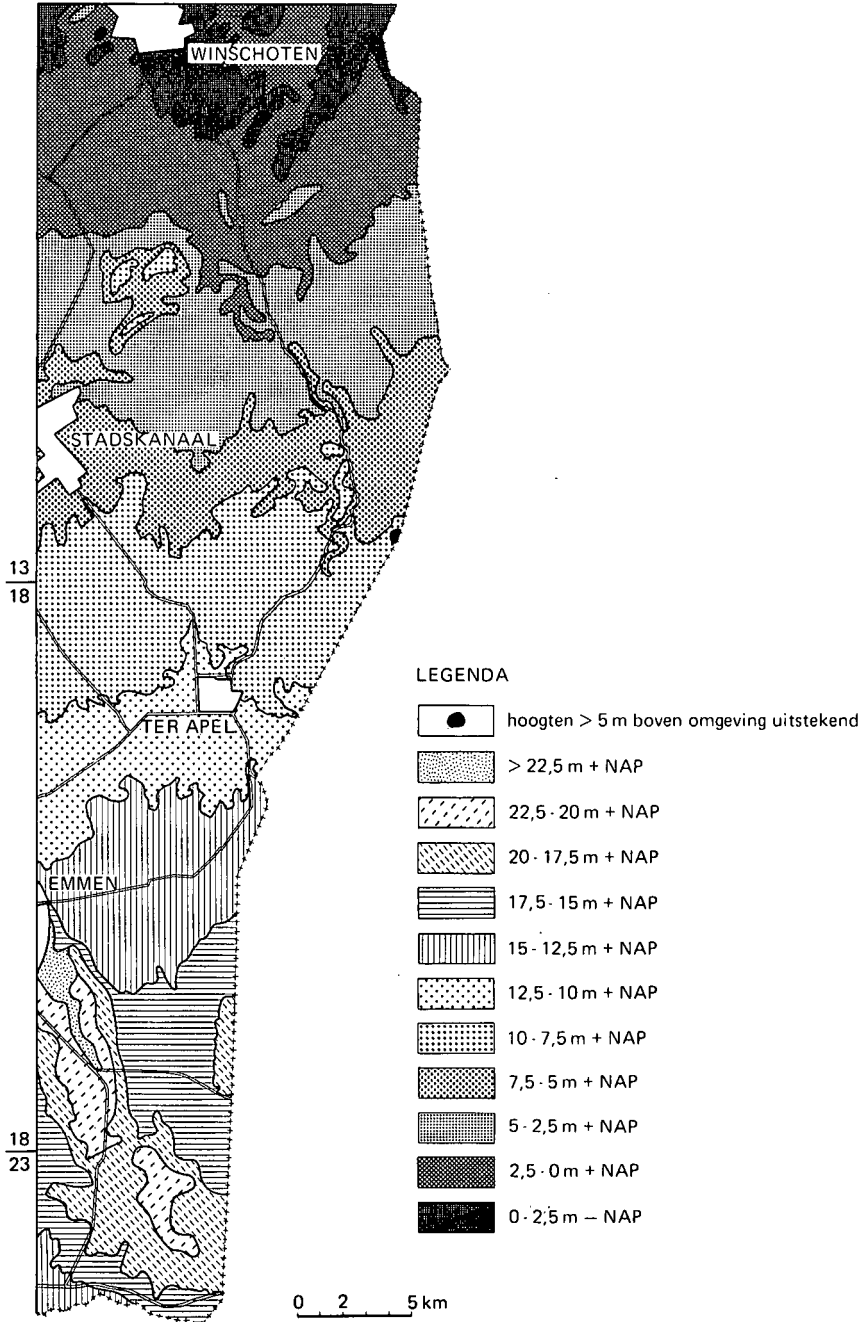 WINSCHOTEN
STADSKANAAL
13
18
TER APEL
EMMEN
18
23
LEGENDA
hoogten > 5 m boven omgeving uitstekend
> 22,5 m + NAP
22,5 - 20 m + NAP
20 - 17,5 m + NAP
17,5 - 15 m + NAP
15 - 12,5 m + NAP
12,5 - 10 m + NAP
10 - 7,5 m + NAP
7,5 - 5 m + NAP
5 - 2,5 m + NAP
2,5 - 0 m + NAP
0 - 2,5 m — NAP
0 2 5 km